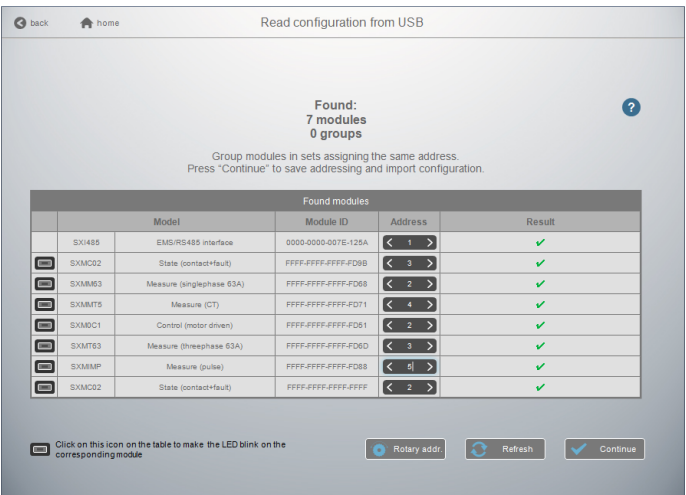 back home Read configuration from USB
Found:
7 modules
0 groups
?
Group modules in sets assigning the same address.
Press "Continue" to save addressing and import configuration.
Found modules
Model Module ID Address Result
SXI485 EMS/RS485 interface 0000-0000-007E-125A 1
SXMC02 State (contact+fault) FFFF-FFFF-FFFF-FD9B 3
SXMM63 Measure (singlephase 63A) FFFF-FFFF-FFFF-FD68 2
SXMMT5 Measure (CT) FFFF-FFFF-FFFF-FD71 4
SXM0C1 Control (motor driven) FFFF-FFFF-FFFF-FD51 2
SXMT63 Measure (threephase 63A) FFFF-FFFF-FFFF-FD6D 3
SXMIMP Measure (pulse) FFFF-FFFF-FFFF-FD88 5
SXMC02 State (contact+fault) FFFF-FFFF-FFFF-FFFF 2
Click on this icon on the table to make the LED blink on the
corresponding module
Rotary addr. Refresh Continue